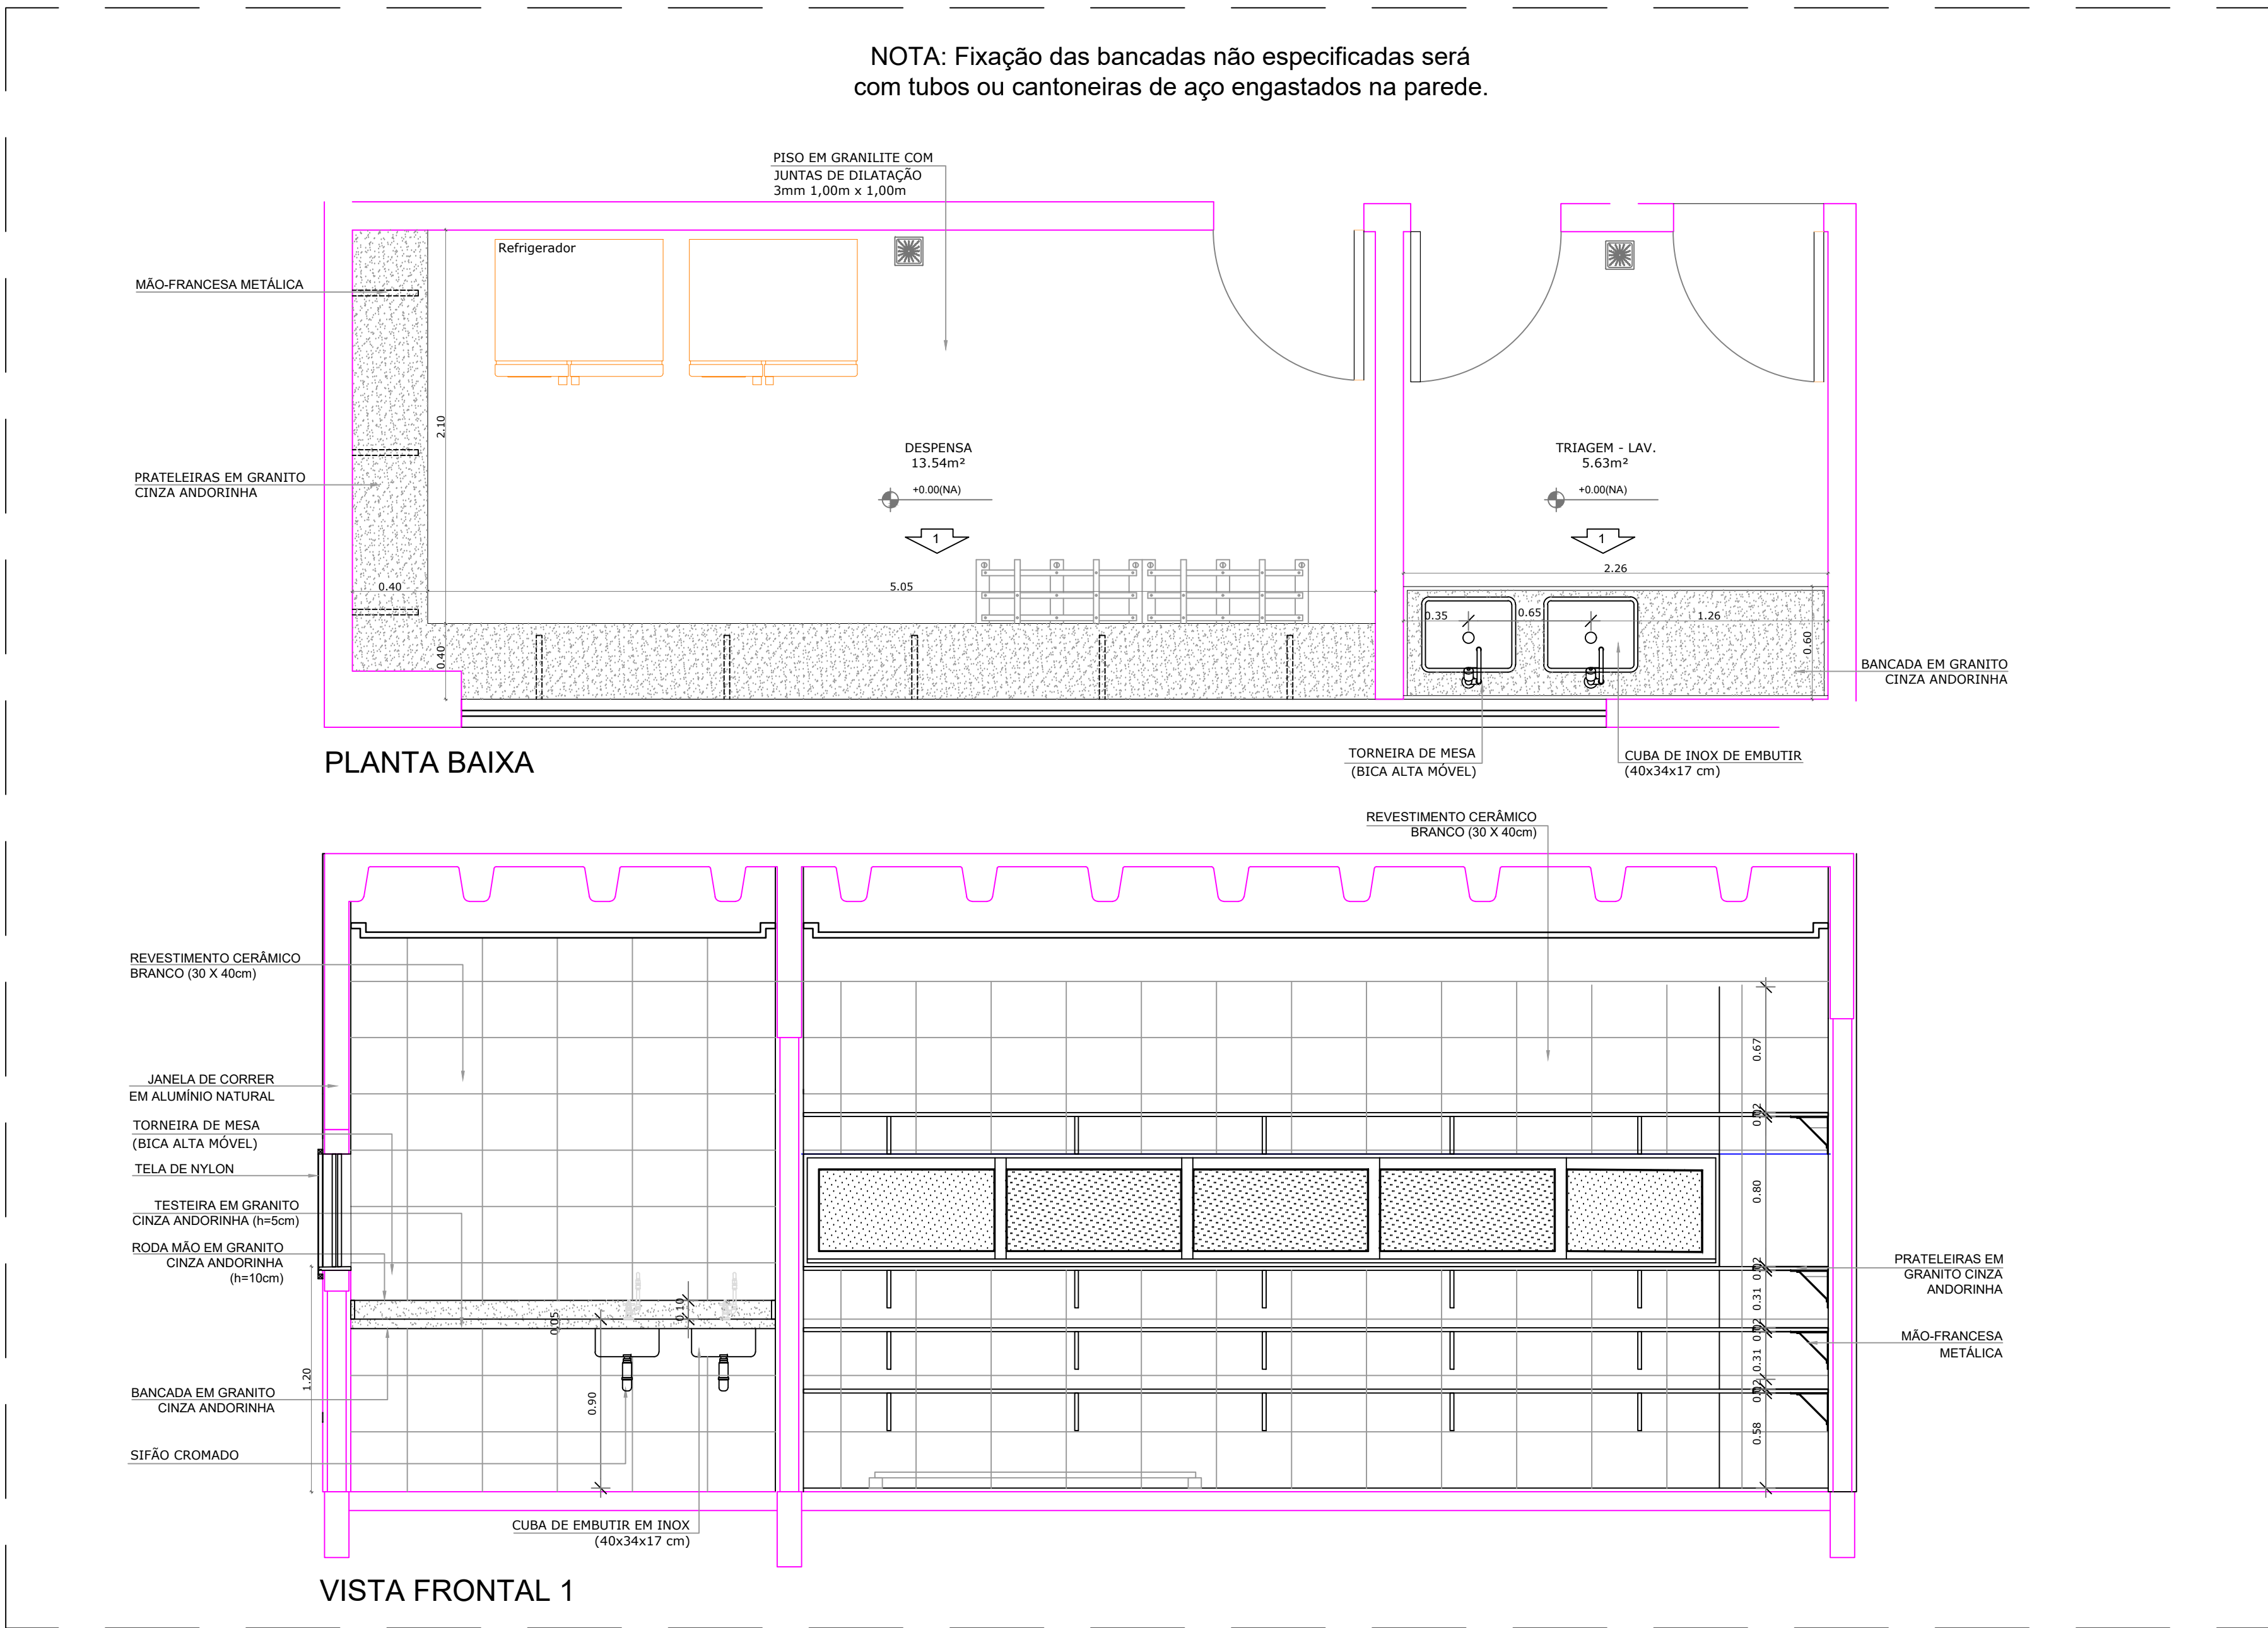 NOTA: Fixação das bancadas não especificadas será
com tubos ou cantoneiras de aço engastados na parede.
PISO EM GRANILITE COM
JUNTAS DE DILATAÇÃO
3mm 1,00m x 1,00m
Refrigerador
MÃO-FRANCESA METÁLICA
2.10
DESPENSA
13.54m²
+0.00(NA)
1
TRIAGEM - LAV.
5.63m²
+0.00(NA)
1
PRATELEIRAS EM GRANITO
CINZA ANDORINHA
0.40
5.05
2.26
0.35
0.65
1.26
0.60
0.40
BANCADA EM GRANITO
CINZA ANDORINHA
TORNEIRA DE MESA
(BICA ALTA MÓVEL)
CUBA DE INOX DE EMBUTIR
(40x34x17 cm)
PLANTA BAIXA
REVESTIMENTO CERÂMICO
BRANCO (30 X 40cm)
REVESTIMENTO CERÂMICO
BRANCO (30 X 40cm)
JANELA DE CORRER
EM ALUMÍNIO NATURAL
TORNEIRA DE MESA
(BICA ALTA MÓVEL)
TELA DE NYLON
TESTEIRA EM GRANITO
CINZA ANDORINHA (h=5cm)
RODA MÃO EM GRANITO
CINZA ANDORINHA
(h=10cm)
BANCADA EM GRANITO
CINZA ANDORINHA
SIFÃO CROMADO
1.20
0.05
0.10
0.90
0.67
0.02
0.80
0.02
0.31
0.02
0.31
0.02
0.58
PRATELEIRAS EM
GRANITO CINZA
ANDORINHA
MÃO-FRANCESA
METÁLICA
CUBA DE EMBUTIR EM INOX
(40x34x17 cm)
VISTA FRONTAL 1